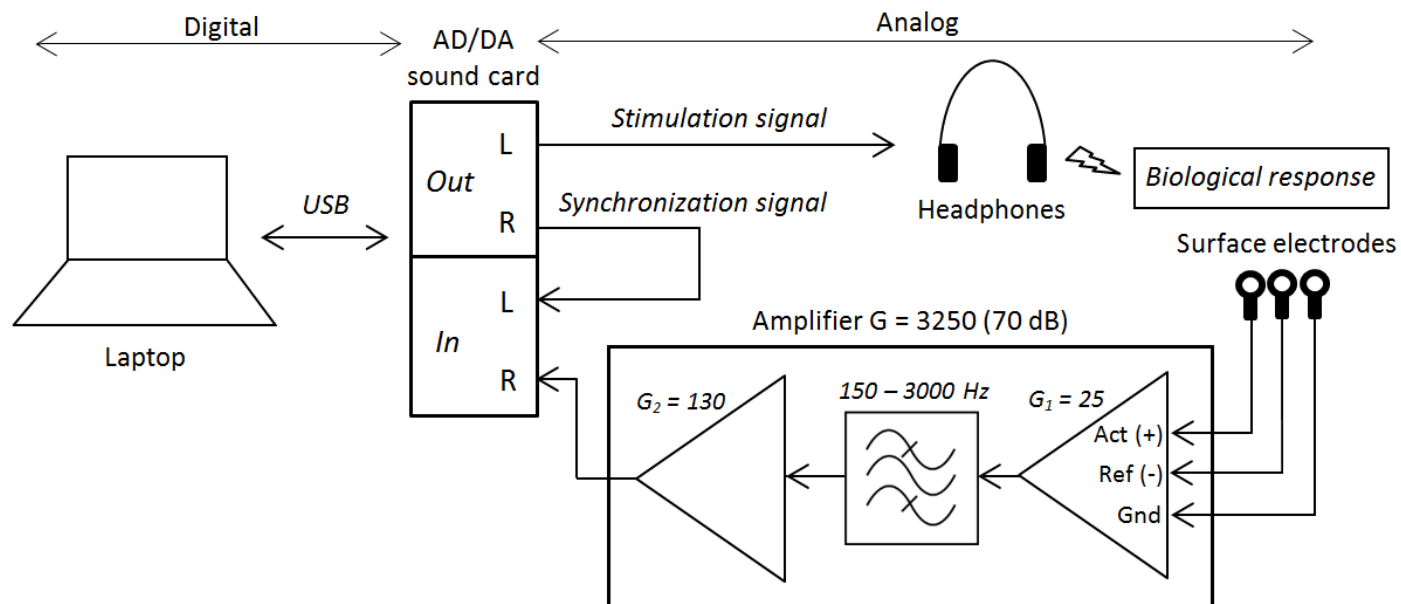 Digital
AD/DA
sound card
Analog
Out
L
R
Stimulation signal
Synchronization signal
Headphones
Biological response
USB
Laptop
In
L
R
Surface electrodes
Amplifier G = 3250 (70 dB)
G2 = 130
150 – 3000 Hz
G1 = 25
Act (+)
Ref (-)
Gnd